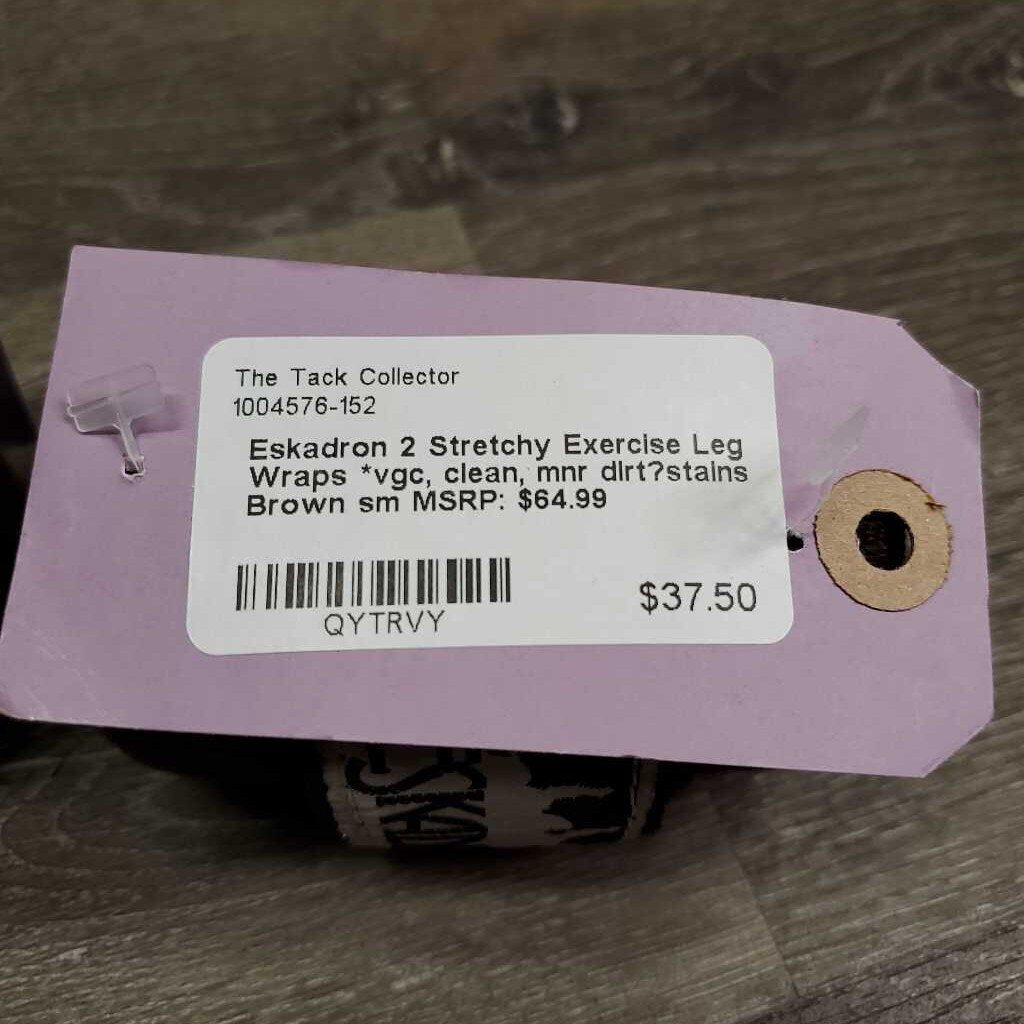 The Tack Collector
1004576-152
Eskadron 2 Stretchy Exercise Leg
Wraps *vgc, clean, mnr dirt?stains
Brown sm MSRP: $64.99
QYTRVY
$37.50